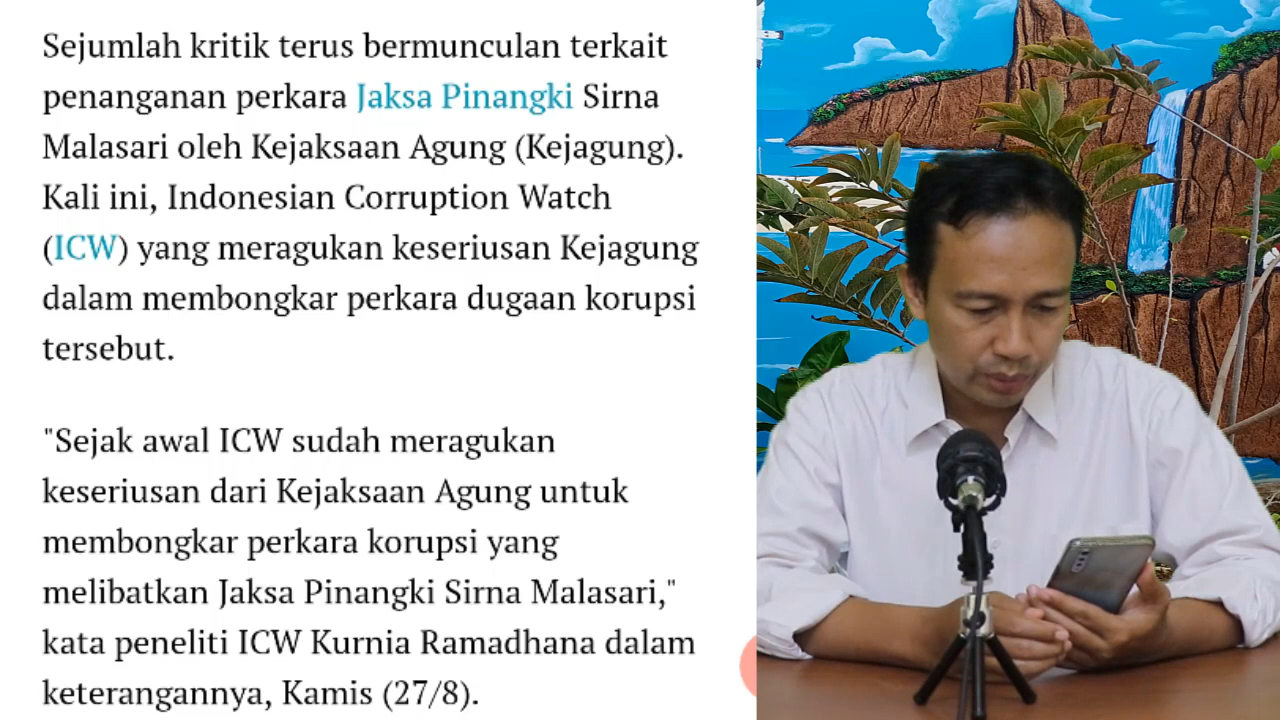 Sejumlah kritik terus bermunculan terkait
penanganan perkara Jaksa Pinangki Sirna
Malasari oleh Kejaksaan Agung (Kejagung).
Kali ini, Indonesian Corruption Watch
(ICW) yang meragukan keseriusan Kejagung
dalam membongkar perkara dugaan korupsi
tersebut.
"Sejak awal ICW sudah meragukan
keseriusan dari Kejaksaan Agung untuk
membongkar perkara korupsi yang
melibatkan Jaksa Pinangki Sirna Malasari,"
kata peneliti ICW Kurnia Ramadhana dalam
keterangannya, Kamis (27/8).